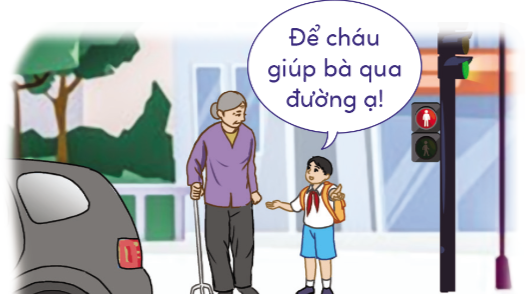 Để cháu
giúp bà qua
đường ạ!